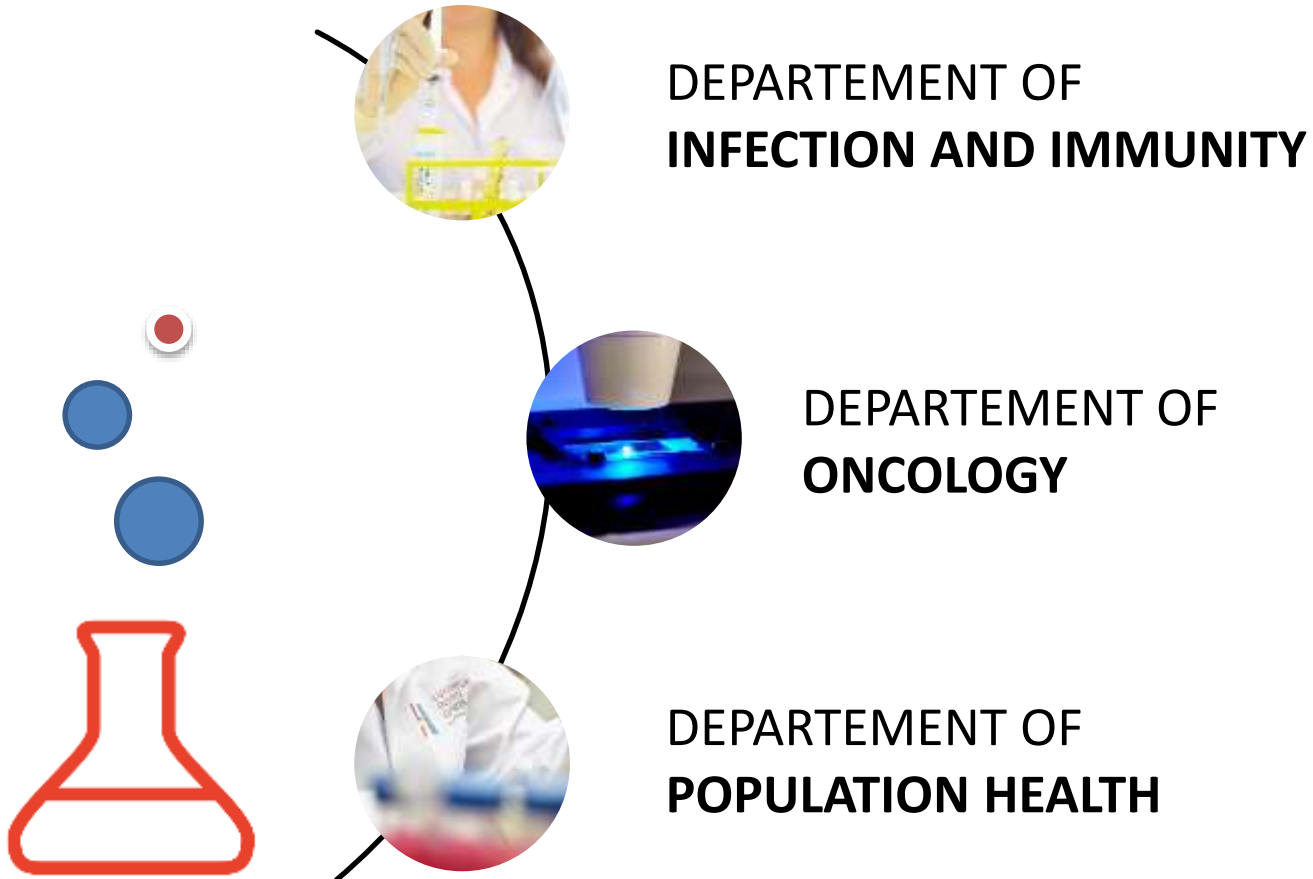 DEPARTEMENT OF
INFECTION AND IMMUNITY
DEPARTEMENT OF
ONCOLOGY
DEPARTEMENT OF
POPULATION HEALTH